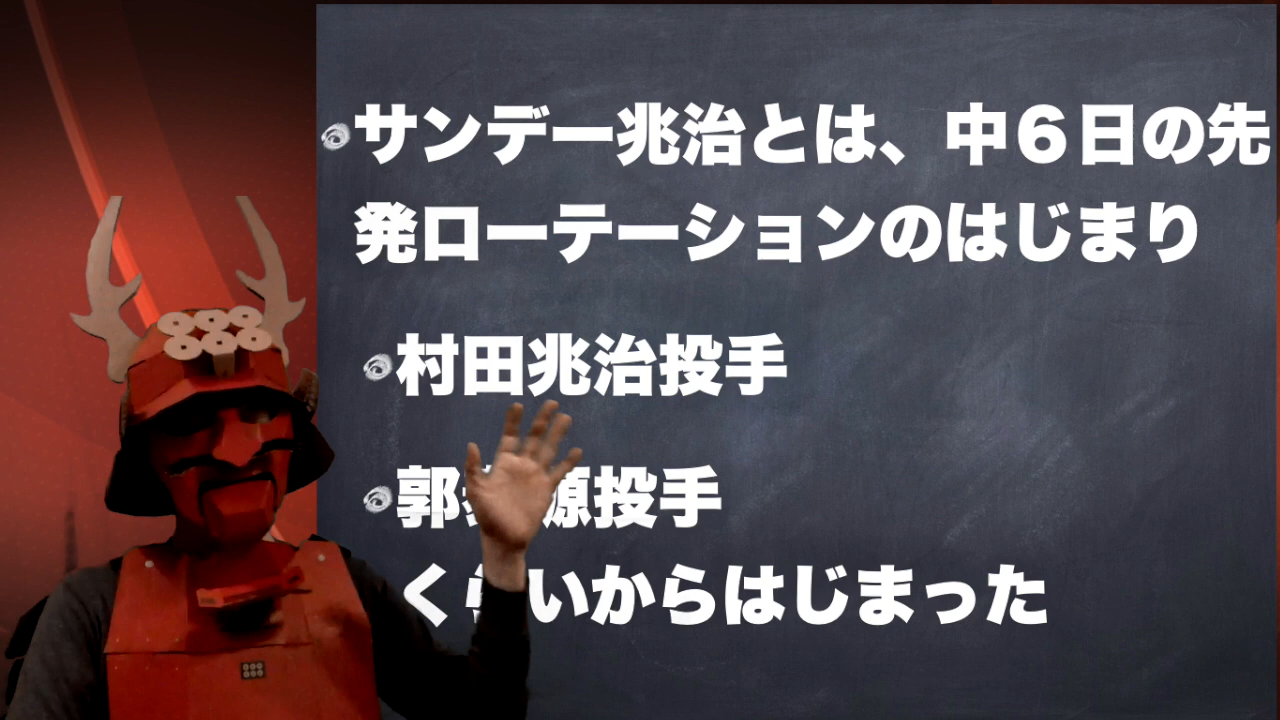 サンデー兆治とは、中６日の先
発ローテーションのはじまり
村田兆治投手
郭 源投手
くらいからはじまった